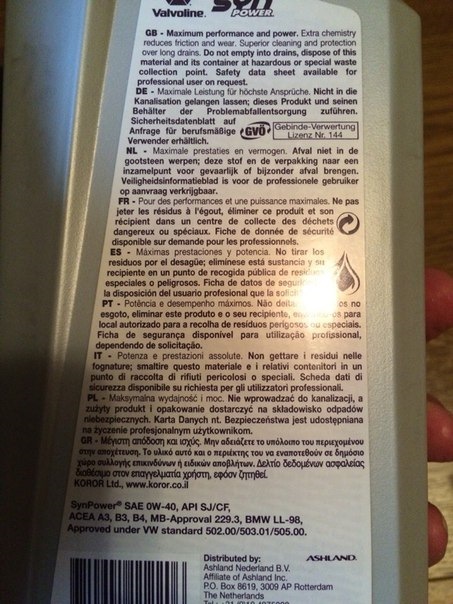 Valvoline. SYN
POWER.
GB - Maximum performance and power. Extra chemistry
reduces friction and wear. Superior cleaning and protection
over long drains. Do not empty into drains, dispose of this
material and its container at hazardous or special waste
collection point. Safety data sheet available for
professional user on request.
DE - Maximale Leistung für höchste Ansprüche. Nicht in die
Kanalisation gelangen lassen; dieses Produkt und seinen
Behälter der Problemabfallentsorgung zuführen.
Sicherheitsdatenblatt auf
Anfrage für berufsmäßige GVÖ Gebinde-Verwertung
Verwender erhältlich. Lizenz Nr. 144
NL - Maximale prestaties en vermogen. Afval niet in de
gootsteen werpen; deze stof en de verpakking naar een
inzamelpunt voor gevaarlijk of bijzonder afval brengen.
Veiligheidsinformatieblad is voor de professionele gebruiker
op aanvraag verkrijgbaar.
FR - Pour des performances et une puissance maximales. Ne pas
jeter les résidus à l'égout, éliminer ce produit et son
récipient dans un centre de collecte des déchets
dangereux ou spéciaux. Fiche de donnée de sécurité
disponible sur demande pour les professionnels.
ES - Máximas prestaciones y potencia. No tirar los
residuos por el desagüe; elimínese está sustancia y su
recipiente en un punto de recogida pública de residuos
especiales o peligrosos. Ficha de datos de seguridad
la disposición del usuario profesional que la
PT - Potência e desempenho máximos. Não no
esgoto, eliminar este produto e o seu recipiente, para
local autorizado para a recolha de resíduos perigosos ou especiais.
Ficha de segurança disponível para utilização profissional,
dependendo de solicitação.
IT - Potenza e prestazioni assolute. Non gettare i residui nelle
fognature; smaltire questo materiale e i relativi contenitori in un
punto di raccolta di rifiuti pericolosi o speciali. Scheda dati di
sicurezza disponibile su richiesta per gli utilizzatori professionali.
PL - Maksymalna wydajność i moc. Nie wprowadzać do kanalizacji, a
zużyty produkt i opakowanie dostarczyć na składowisko odpadów
niebezpiecznych. Karta Danych nt. Bezpieczeństwa jest udostępniana
na życzenie profesjonalnym użytkownikom.
GR - Μέγιστη απόδοση και ισχύς. Μην αδειάζετε το υπόλοιπο του περιεχομένου
στην αποχέτευση. Το υλικό αυτό και ο περιέκτης του να εναποθετούν σε δημόσιο
χώρο συλλογής επικινδύνων ή ειδικών αποβλήτων. Δελτίο δεδομένων ασφαλείας
διαθέσιμο στον επαγγελματία χρήστη, εφόσον ζητηθεί.
KOROR Ltd., www.koror.co.il
SynPower® SAE 0W-40, API SJ/CF,
ACEA A3, B3, B4, MB-Approval 229.3, BMW LL-98,
Approved under VW standard 502.00/503.01/505.00.
Distributed by: ASHLAND.
Ashland Nederland B.V.
Affiliate of Ashland Inc.
P.O. Box 8619, 3009 AP Rotterdam
The Netherlands